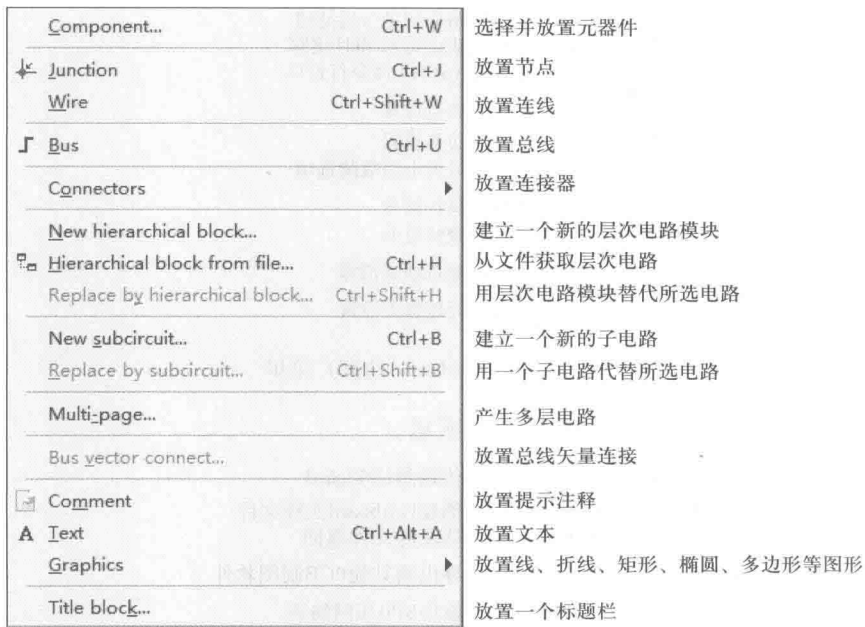 Component... Ctrl+W 选择并放置元器件
Junction Ctrl+J 放置节点
Wire Ctrl+Shift+W 放置连线
Bus Ctrl+U 放置总线
Connectors 放置连接器
New hierarchical block... 建立一个新的层次电路模块
Hierarchical block from file... Ctrl+H 从文件获取层次电路
Replace by hierarchical block... Ctrl+Shift+H 用层次电路模块替代所选电路
New subcircuit... Ctrl+B 建立一个新的子电路
Replace by subcircuit... Ctrl+Shift+B 用一个子电路代替所选电路
Multi-page... 产生多层电路
Bus vector connect... 放置总线矢量连接
Comment 放置提示注释
A Text Ctrl+Alt+A 放置文本
Graphics 放置线、折线、矩形、椭圆、多边形等图形
Title block... 放置一个标题栏